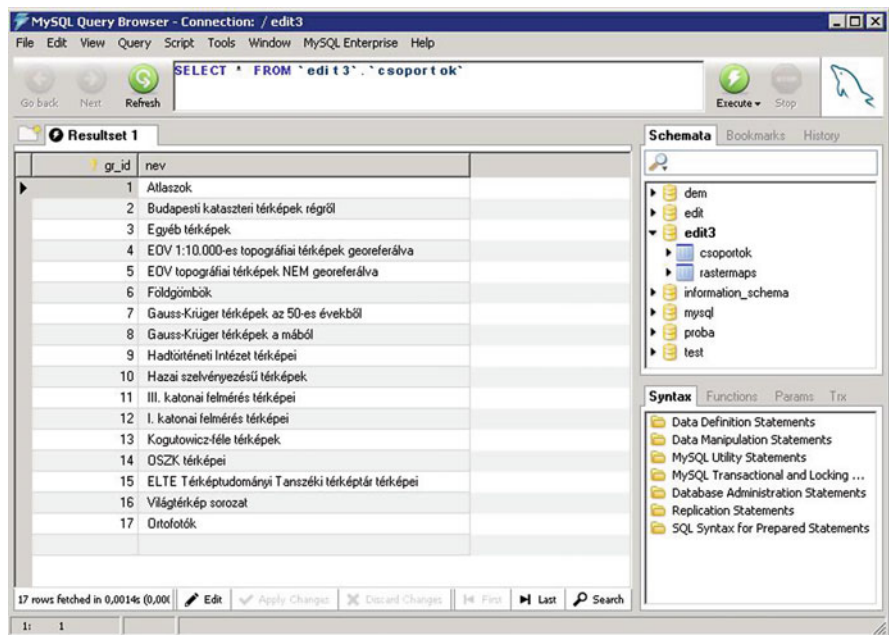 MySQL Query Browser - Connection: / edit3
File Edit View Query Script Tools Window MySQL Enterprise Help
SELECT * FROM `edit3`.`csoportok`
Go back Next Refresh Execute Stop
Resultset 1
gr_id nev
1 Atlaszok
2 Budapesti kataszteri térképek régről
3 Egyéb térképek
4 EOV 1:10.000-es topográfiai térképek georeferálva
5 EOV topográfiai térképek NEM georeferálva
6 Földgömbök
7 Gauss-Krüger térképek az 50-es évekből
8 Gauss-Krüger térképek a mából
9 Hadtörténeti Intézet térképei
10 Hazai szelvényezésű térképek
11 III. katonai felmérés térképei
12 I. katonai felmérés térképei
13 Kogutowicz-féle térképek
14 OSZK térképei
15 ELTE Térképtudományi Tanszéki térképtár térképei
16 Világtérkép sorozat
17 Ortofotók
17 rows fetched in 0,0014s (0,00 Edit Apply Changes Discard Changes First Last Search
1: 1
Schemata Bookmarks History
dem
edit
edit3
csoportok
rastermaps
information_schema
mysql
proba
test
Syntax Functions Params Trx
Data Definition Statements
Data Manipulation Statements
MySQL Utility Statements
MySQL Transactional and Locking ...
Database Administration Statements
Replication Statements
SQL Syntax for Prepared Statements